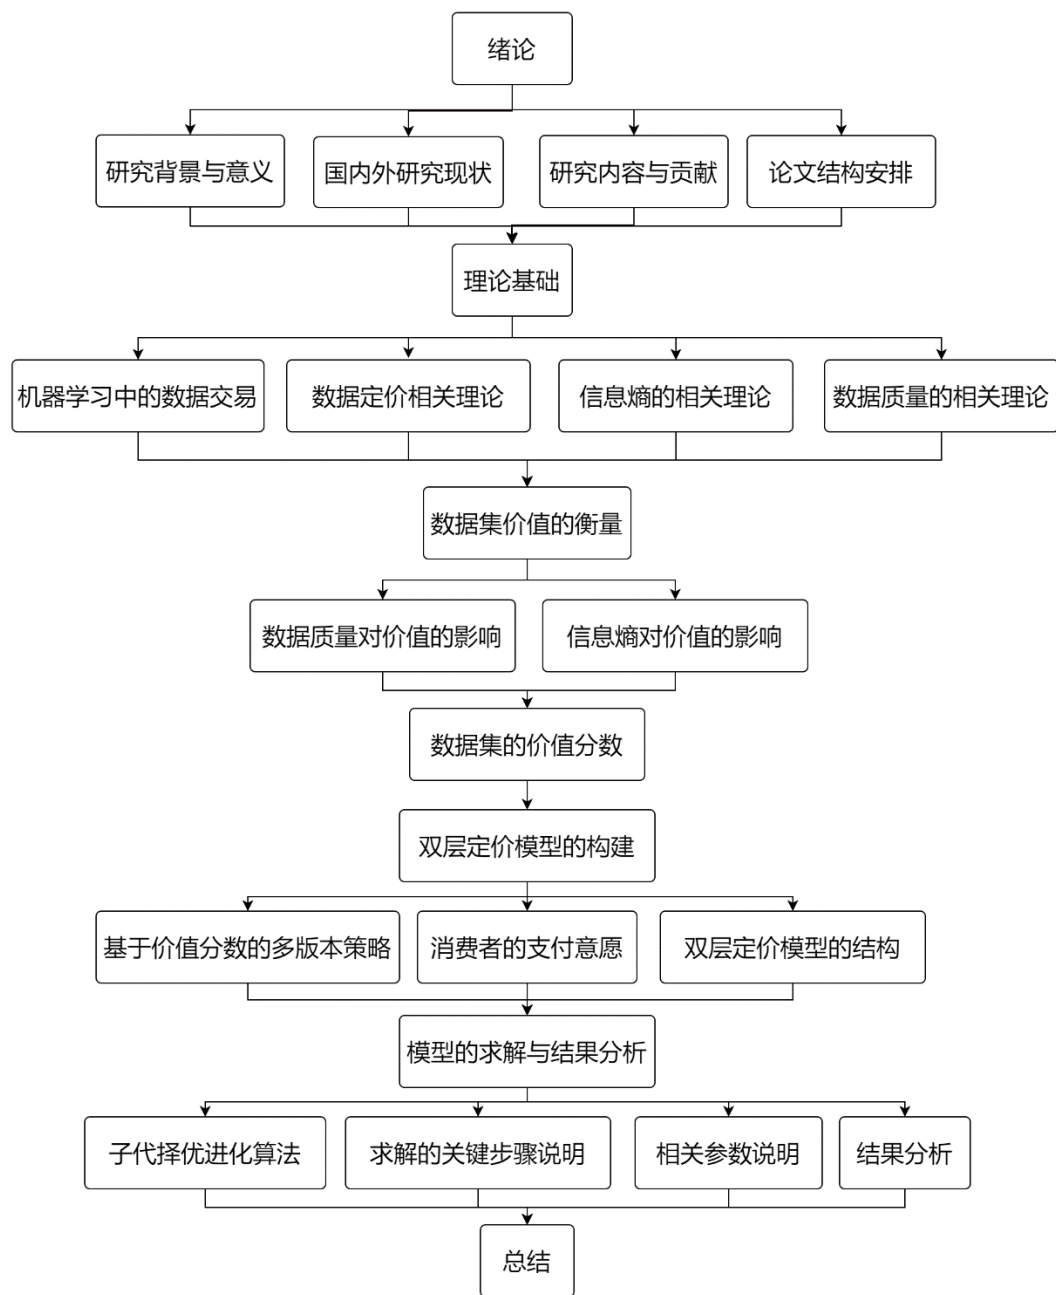 绪论
研究背景与意义
国内外研究现状
研究内容与贡献
论文结构安排
理论基础
机器学习中的数据交易
数据定价相关理论
信息熵的相关理论
数据质量的相关理论
数据集价值的衡量
数据质量对价值的影响
信息熵对价值的影响
数据集的价值分数
双层定价模型的构建
基于价值分数的多版本策略
消费者的支付意愿
双层定价模型的结构
模型的求解与结果分析
子代择优进化算法
求解的关键步骤说明
相关参数说明
结果分析
总结